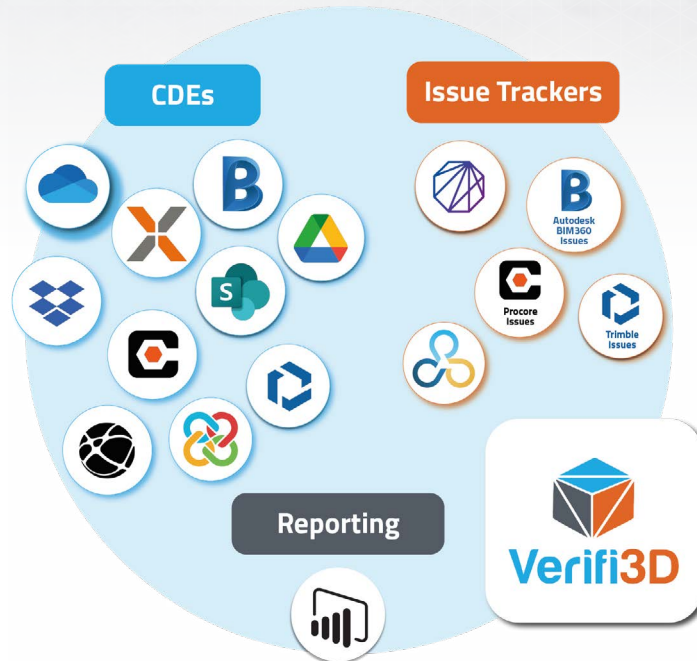 CDEs
Issue Trackers
B
B
Autodesk
BIM360
Issues
S
Procore
Issues
Trimble
Issues
Reporting
Verifi3D